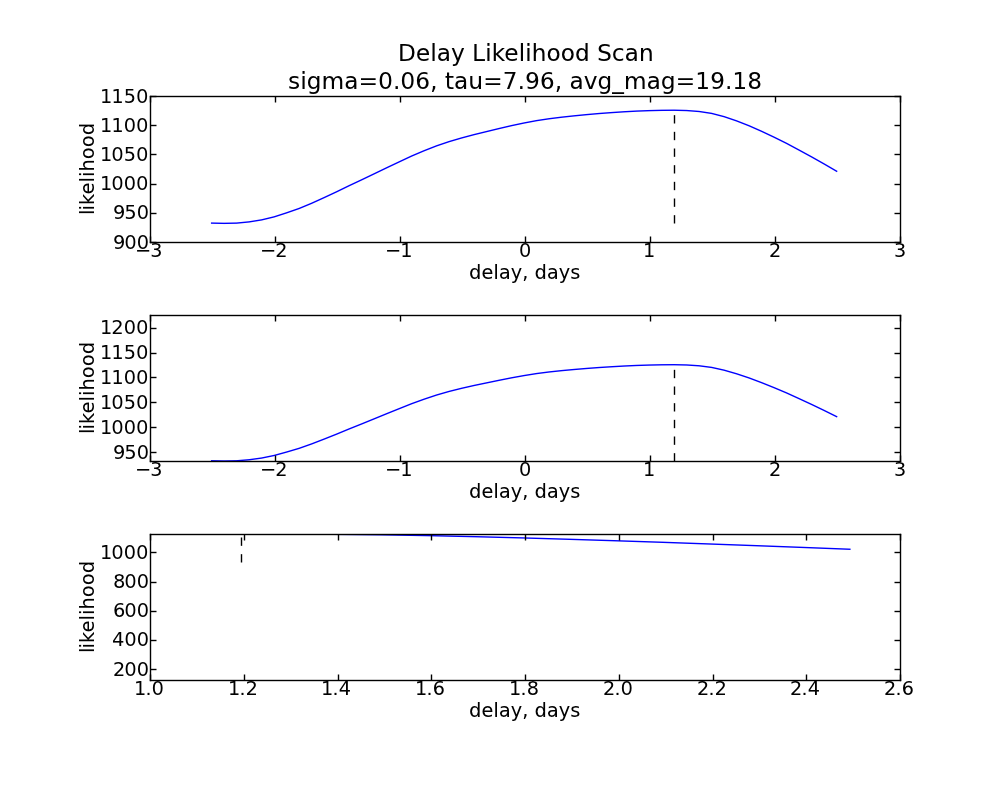 Delay Likelihood Scan
sigma=0.06, tau=7.96, avg_mag=19.18
1150
1100
1050
1000
950
900
likelihood
−3 −2 −1 0 1 2 3
delay, days
1200
1150
1100
1050
1000
950
likelihood
−3 −2 −1 0 1 2 3
delay, days
1000
800
600
400
200
likelihood
1.0 1.2 1.4 1.6 1.8 2.0 2.2 2.4 2.6
delay, days